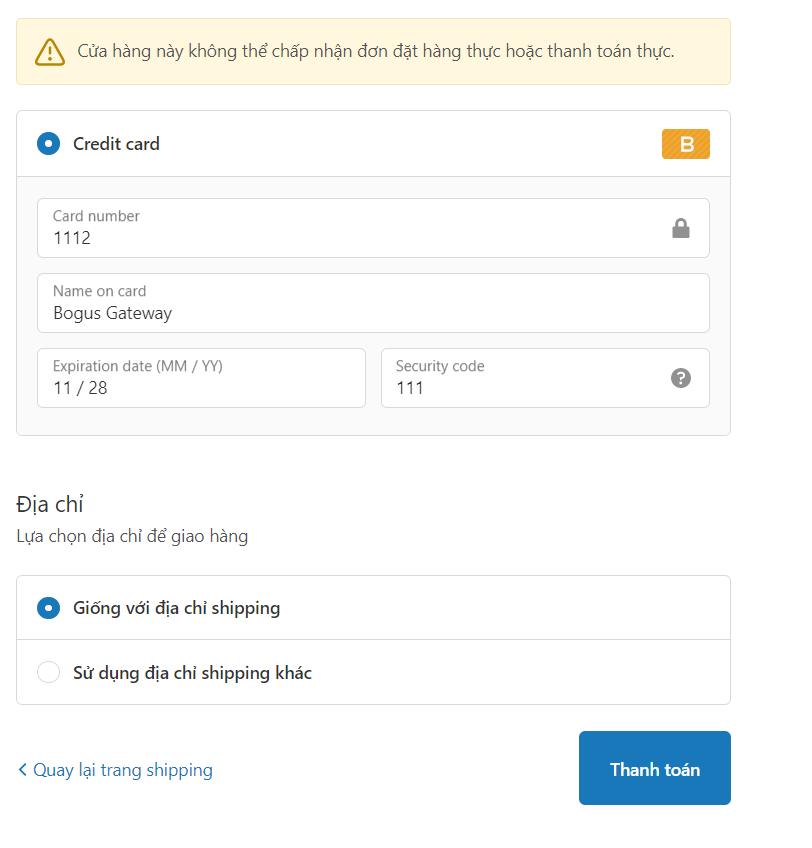 Cửa hàng này không thể chấp nhận đơn đặt hàng thực hoặc thanh toán thực.
Credit card
B
Card number
1112
Name on card
Bogus Gateway
Expiration date (MM / YY)
11 / 28
Security code
111
Địa chỉ
Lựa chọn địa chỉ để giao hàng
Giống với địa chỉ shipping
Sử dụng địa chỉ shipping khác
Quay lại trang shipping
Thanh toán